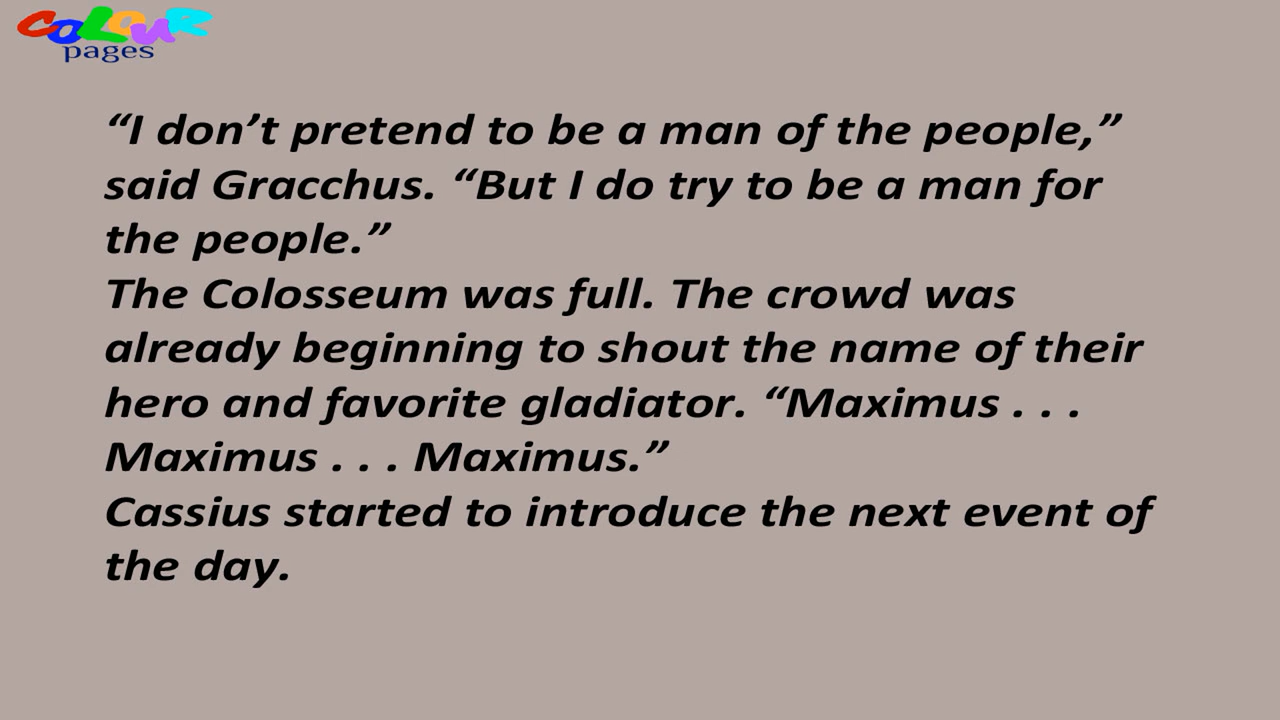 COLOUR
pages
“I don’t pretend to be a man of the people,”
said Gracchus. “But I do try to be a man for
the people.”
The Colosseum was full. The crowd was
already beginning to shout the name of their
hero and favorite gladiator. “Maximus . . .
Maximus . . . Maximus.”
Cassius started to introduce the next event of
the day.